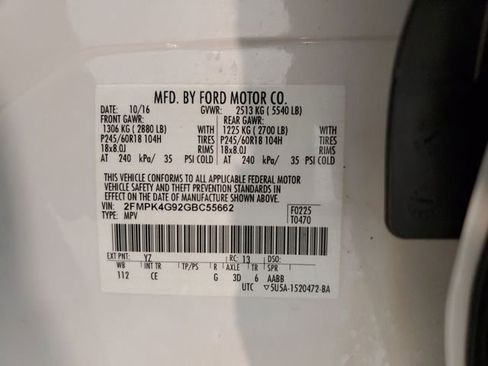 MFD. BY FORD MOTOR CO.
DATE: 10/16 GVWR: 2513 KG ( 5540 LB)
FRONT GAWR: REAR GAWR:
1306 KG ( 2880 LB) WITH 1225 KG ( 2700 LB) WITH
P245/60R18 104H TIRES P245/60R18 104H TIRES
18x8.0J RIMS 18x8.0J RIMS
AT 240 kPa/ 35 PSI COLD AT 240 kPa/ 35 PSI COLD
THIS VEHICLE CONFORMS TO ALL APPLICABLE FEDERAL MOTOR
VEHICLE SAFETY AND THEFT PREVENTION STANDARDS IN
EFFECT ON THE DATE OF MANUFACTURE SHOWN ABOVE.
VIN: 2FMPK4G92GBC55662 F0225
TYPE: MPV T0470
EXT PNT: YZ RC: 13 DSO:
WB INT TR TP/PS R AXLE TR SPR
112 CE G 3D 6 AABB
UTC ▽5U5A-1520472-BA